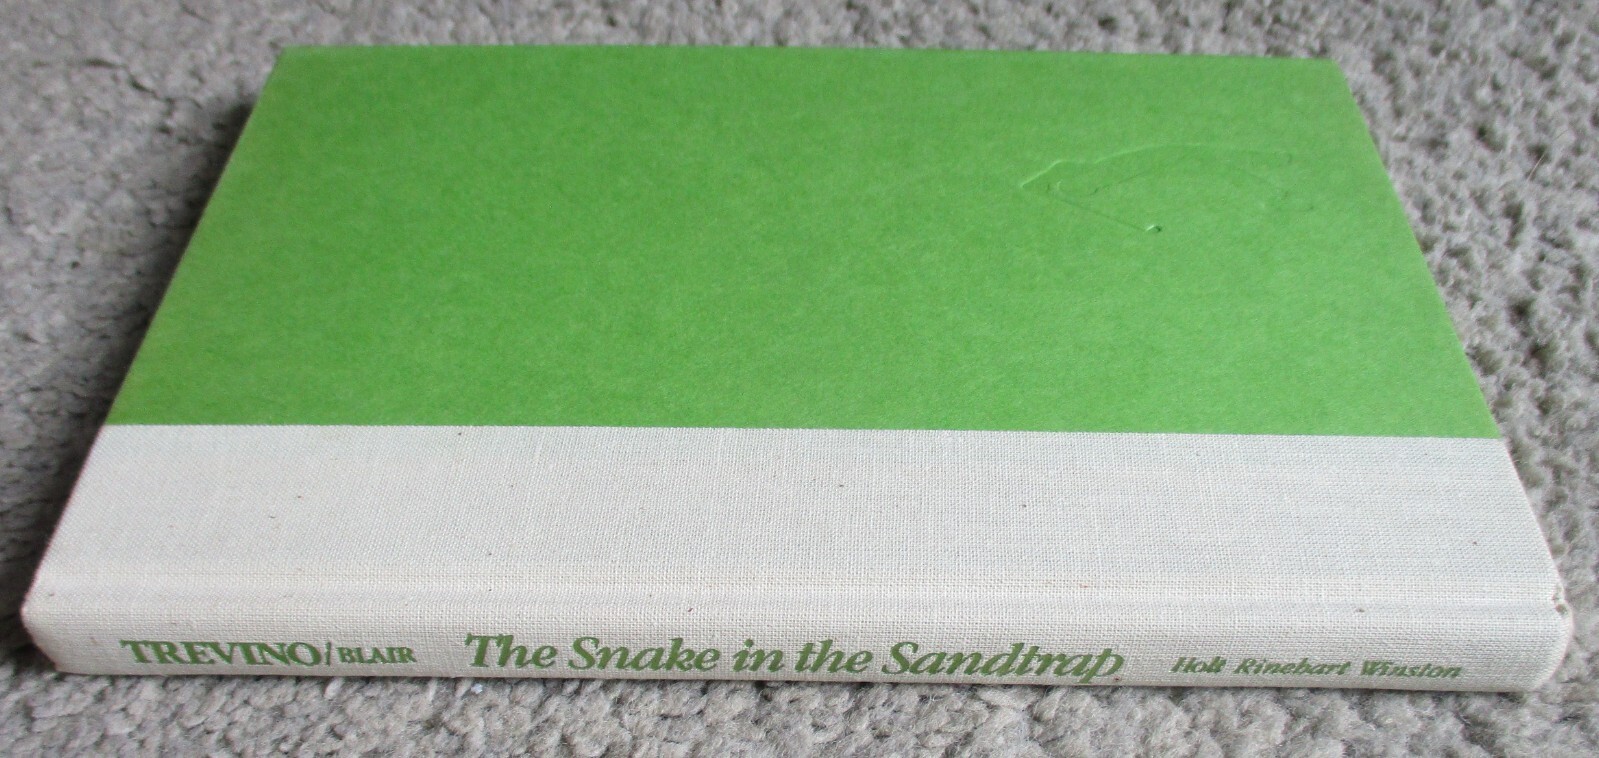 TREVINO/BLAIR The Snake in the Sandtrap Holt Rinehart Winston